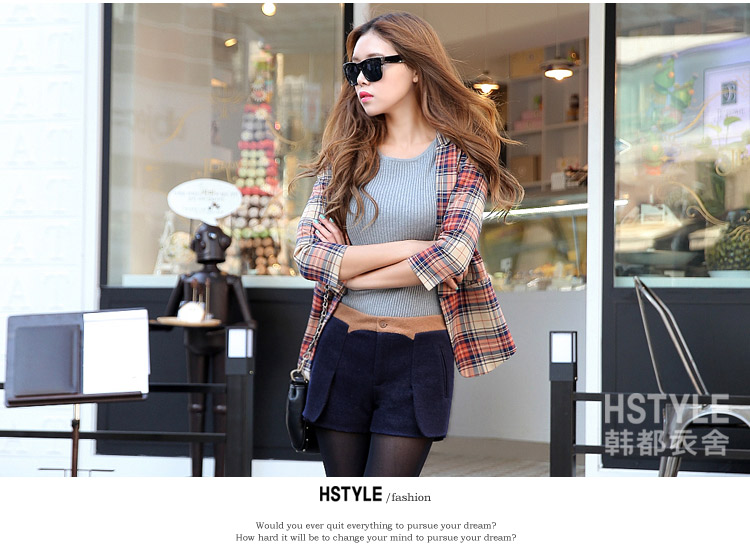 HSTYLE
韩都衣舍
HSTYLE /fashion
Would you ever quit everything to pursue your dream?
How hard it will be to change your mind to pursue your dream?